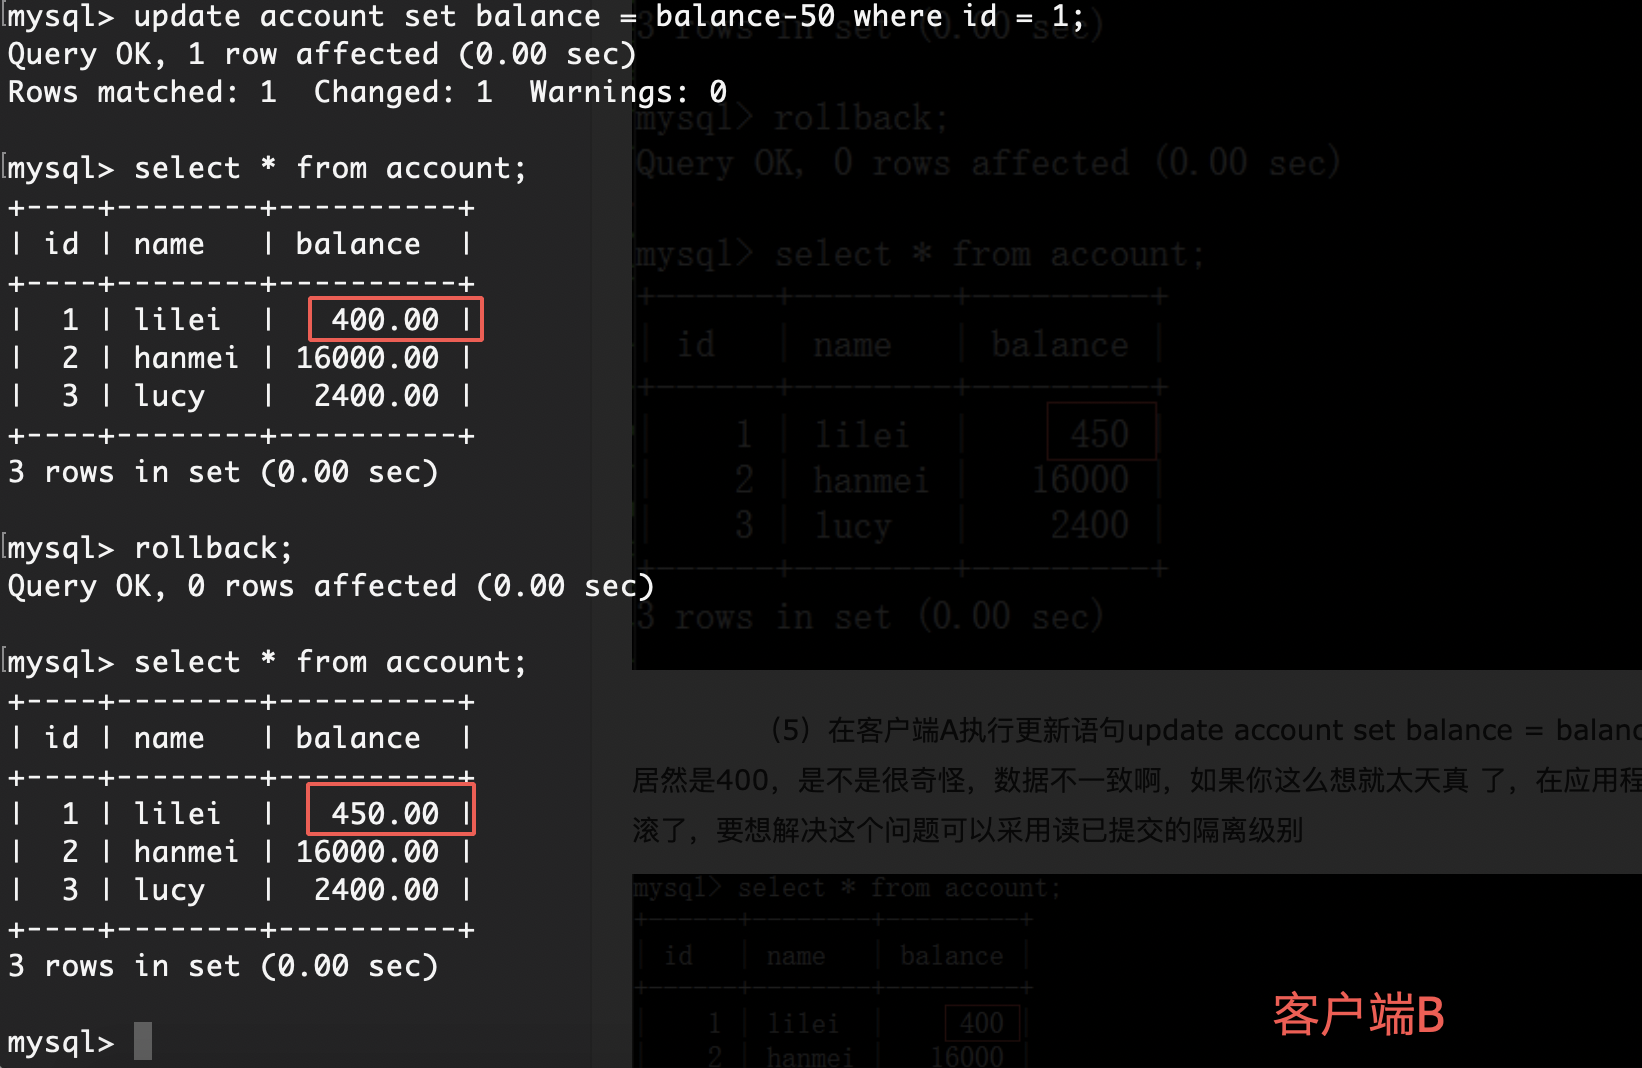 mysql> update account set balance = balance-50 where id = 1;
Query OK, 1 row affected (0.00 sec)
Rows matched: 1  Changed: 1  Warnings: 0
mysql> select * from account;
+----+--------+----------+
| id | name   | balance  |
+----+--------+----------+
|  1 | lilei  |   400.00 |
|  2 | hanmei | 16000.00 |
|  3 | lucy   |  2400.00 |
+----+--------+----------+
3 rows in set (0.00 sec)
mysql> rollback;
Query OK, 0 rows affected (0.00 sec)
mysql> select * from account;
+----+--------+----------+
| id | name   | balance  |
+----+--------+----------+
|  1 | lilei  |   450.00 |
|  2 | hanmei | 16000.00 |
|  3 | lucy   |  2400.00 |
+----+--------+----------+
3 rows in set (0.00 sec)
mysql>
3 rows in set (0.00 sec)
mysql> rollback;
Query OK, 0 rows affected (0.00 sec)
mysql> select * from account;
+------+--------+---------+
| id   | name   | balance |
+------+--------+---------+
|    1 | lilei  |     450 |
|    2 | hanmei |   16000 |
|    3 | lucy   |    2400 |
+------+--------+---------+
3 rows in set (0.00 sec)
（5）在客户端A执行更新语句update account set balance = balanc
居然是400，是不是很奇怪，数据不一致啊，如果你这么想就太天真 了，在应用程
滚了，要想解决这个问题可以采用读已提交的隔离级别
mysql> select * from account;
+------+--------+---------+
| id   | name   | balance |
+------+--------+---------+
|    1 | lilei  |     400 |
|    2 | hanmei |   16000 |
客户端B